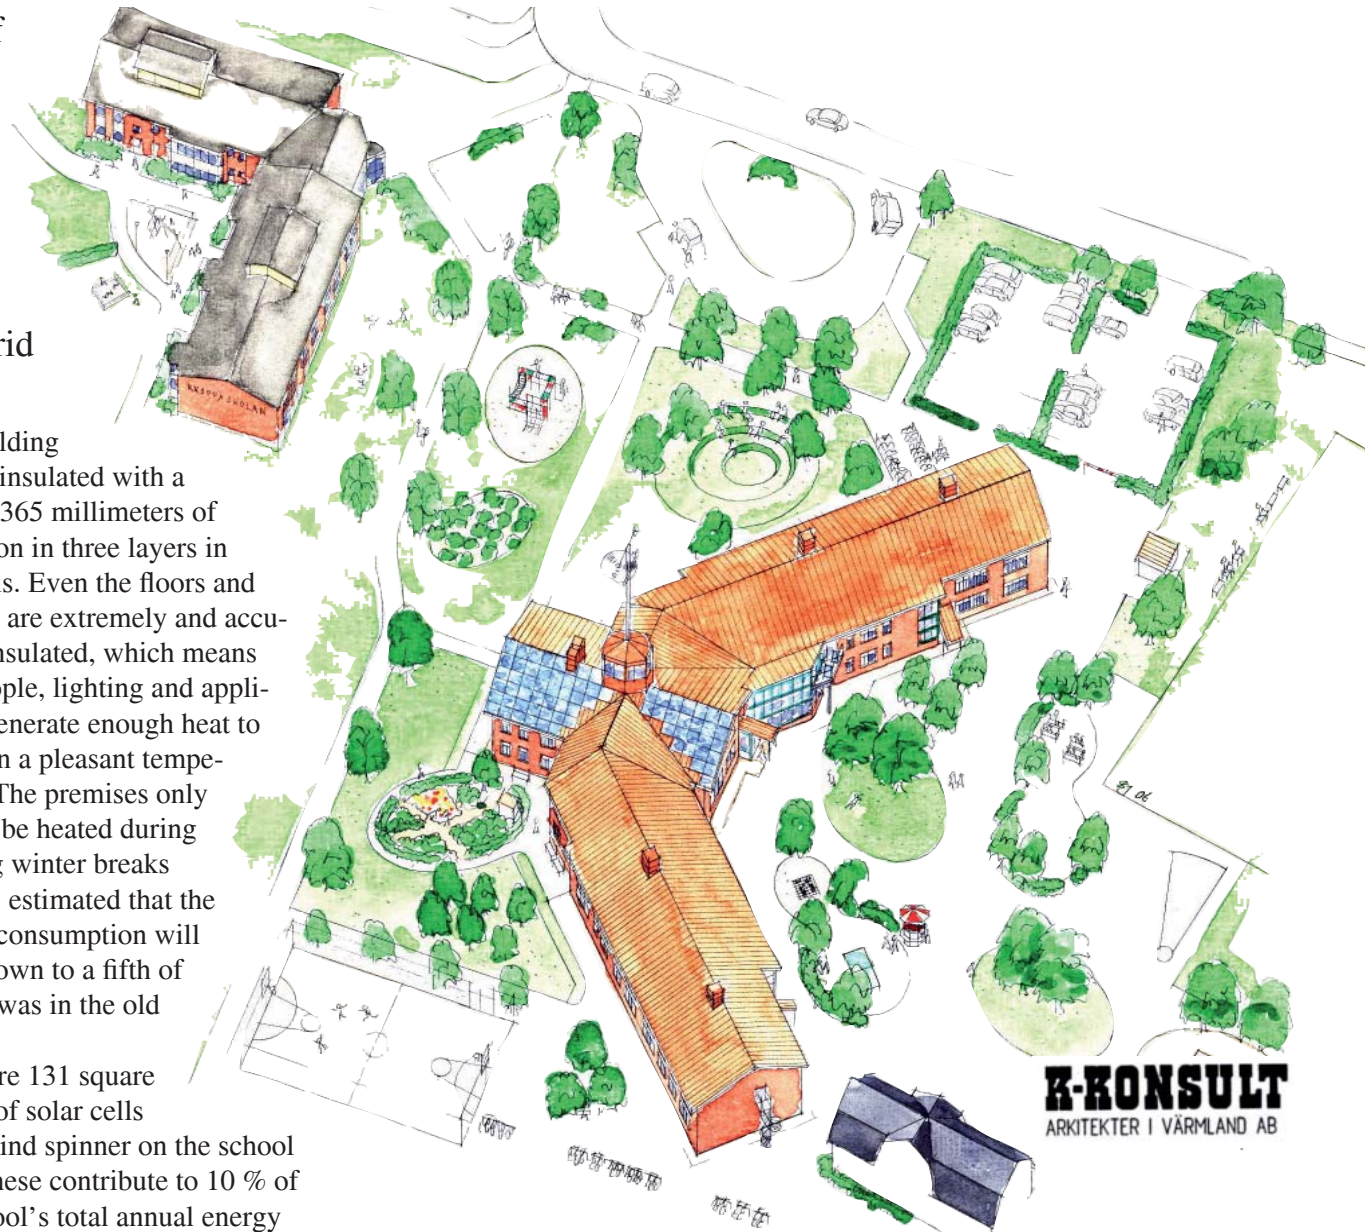 f
rid
lding
insulated with a
365 millimeters of
on in three layers in
s. Even the floors and
are extremely and accu-
nsulated, which means
ople, lighting and appli-
enerate enough heat to
n a pleasant tempe-
The premises only
be heated during
g winter breaks
estimated that the
consumption will
own to a fifth of
was in the old
re 131 square
of solar cells
ind spinner on the school
hese contribute to 10 % of
ool's total annual energy
K-KONSULT
ARKITEKTER I VÄRMLAND AB